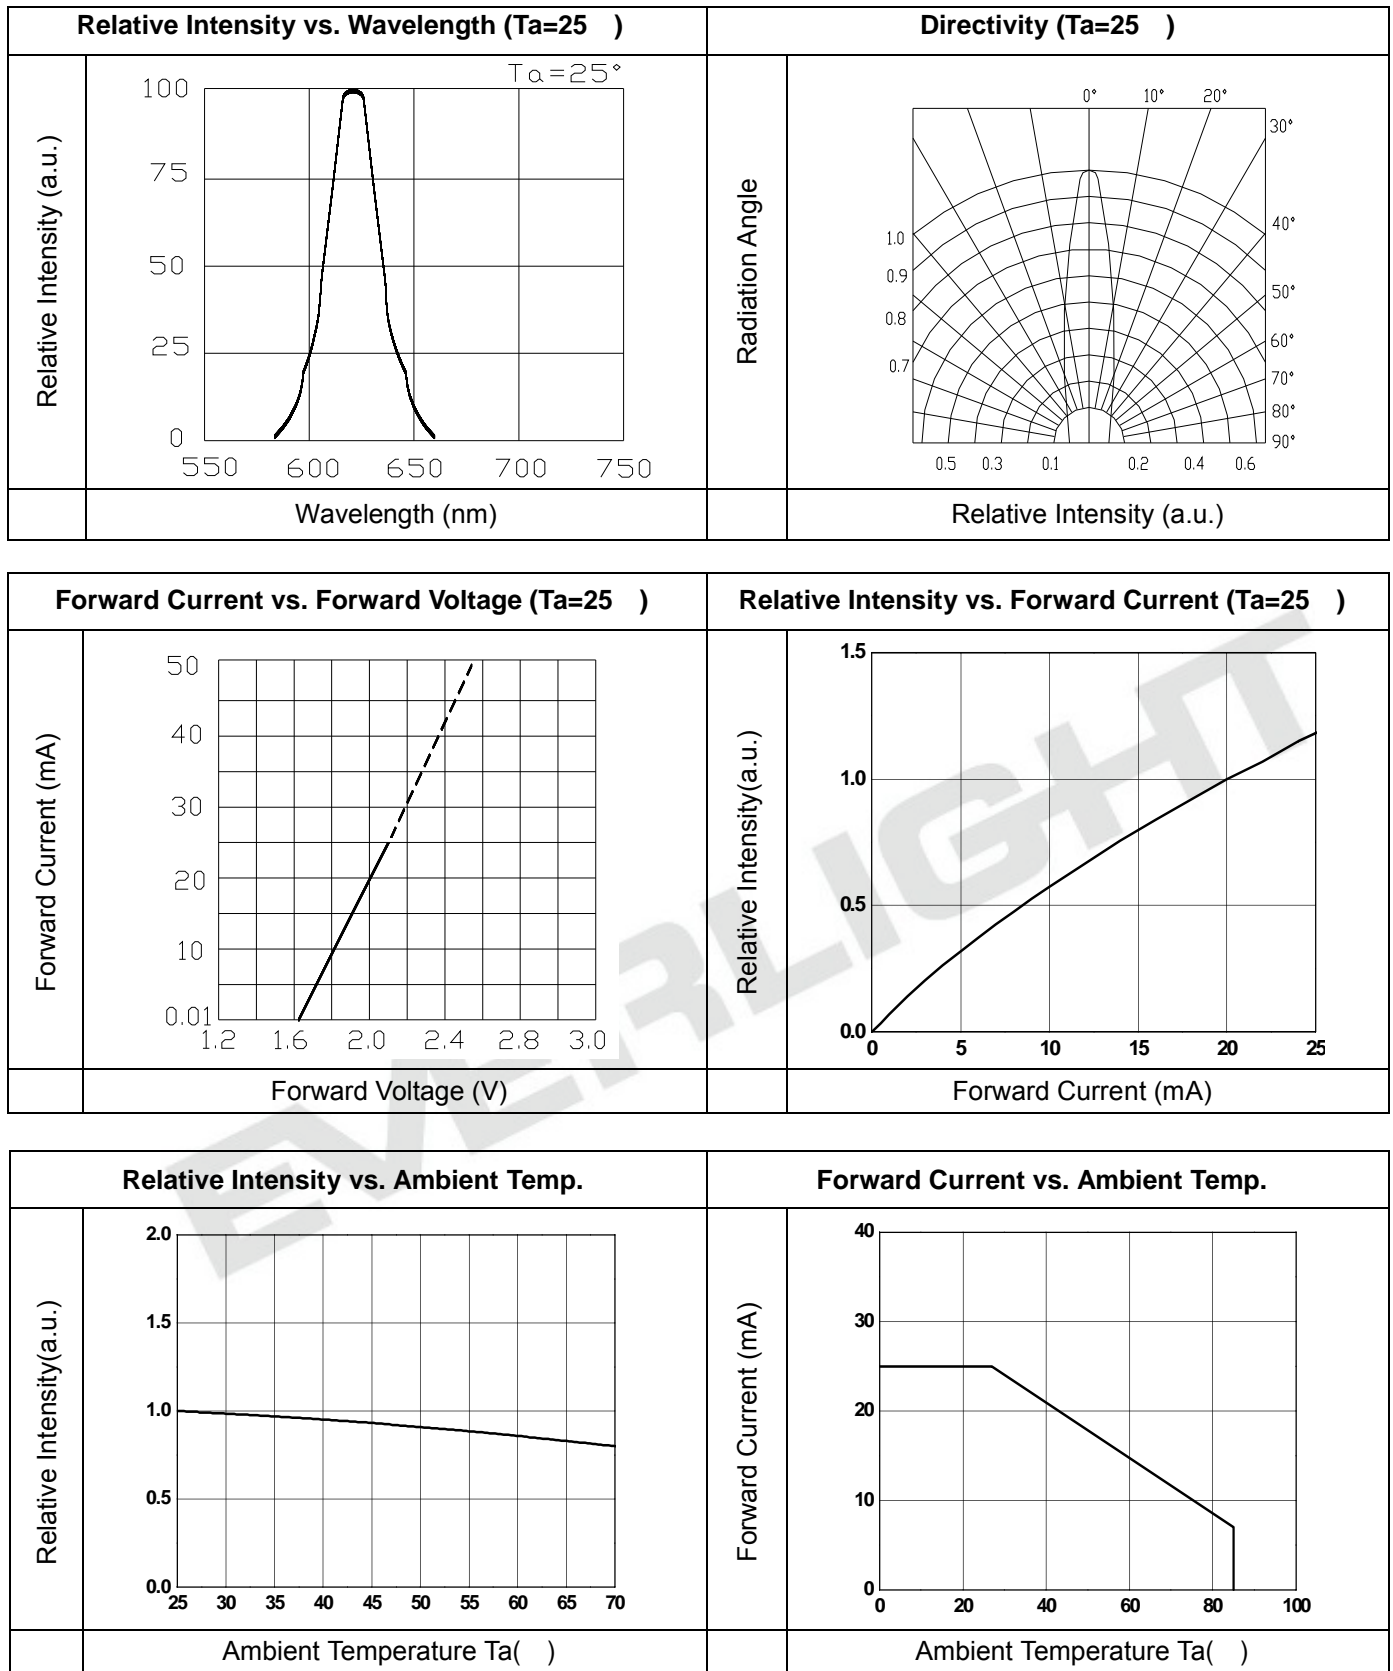 Relative Intensity vs. Wavelength (Ta=25   )
Directivity (Ta=25   )
Relative Intensity (a.u.)
Ta=25°
100
75
50
25
0
550 600 650 700 750
Wavelength (nm)
Radiation Angle
0° 10° 20°
30°
40°
50°
60°
70°
80°
90°
1.0
0.9
0.8
0.7
0.5 0.3 0.1 0.2 0.4 0.6
Relative Intensity (a.u.)
Forward Current vs. Forward Voltage (Ta=25   )
Relative Intensity vs. Forward Current (Ta=25   )
Forward Current (mA)
50
40
30
20
10
0.01
1.2 1.6 2.0 2.4 2.8 3.0
Forward Voltage (V)
Relative Intensity(a.u.)
1.5
1.0
0.5
0.0
0 5 10 15 20 25
Forward Current (mA)
EVERLIGHT
Relative Intensity vs. Ambient Temp.
Forward Current vs. Ambient Temp.
Relative Intensity(a.u.)
2.0
1.5
1.0
0.5
0.0
25 30 35 40 45 50 55 60 65 70
Ambient Temperature Ta(   )
Forward Current (mA)
40
30
20
10
0
0 20 40 60 80 100
Ambient Temperature Ta(   )